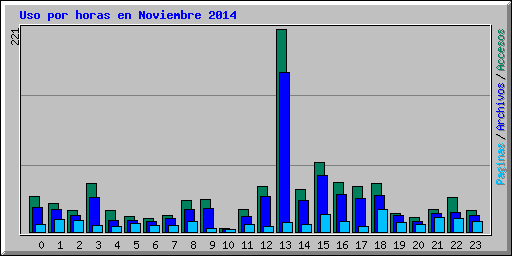 Uso por horas en Noviembre 2014
221
Paginas / Archivos / Accesos
0 1 2 3 4 5 6 7 8 9 10 11 12 13 14 15 16 17 18 19 20 21 22 23